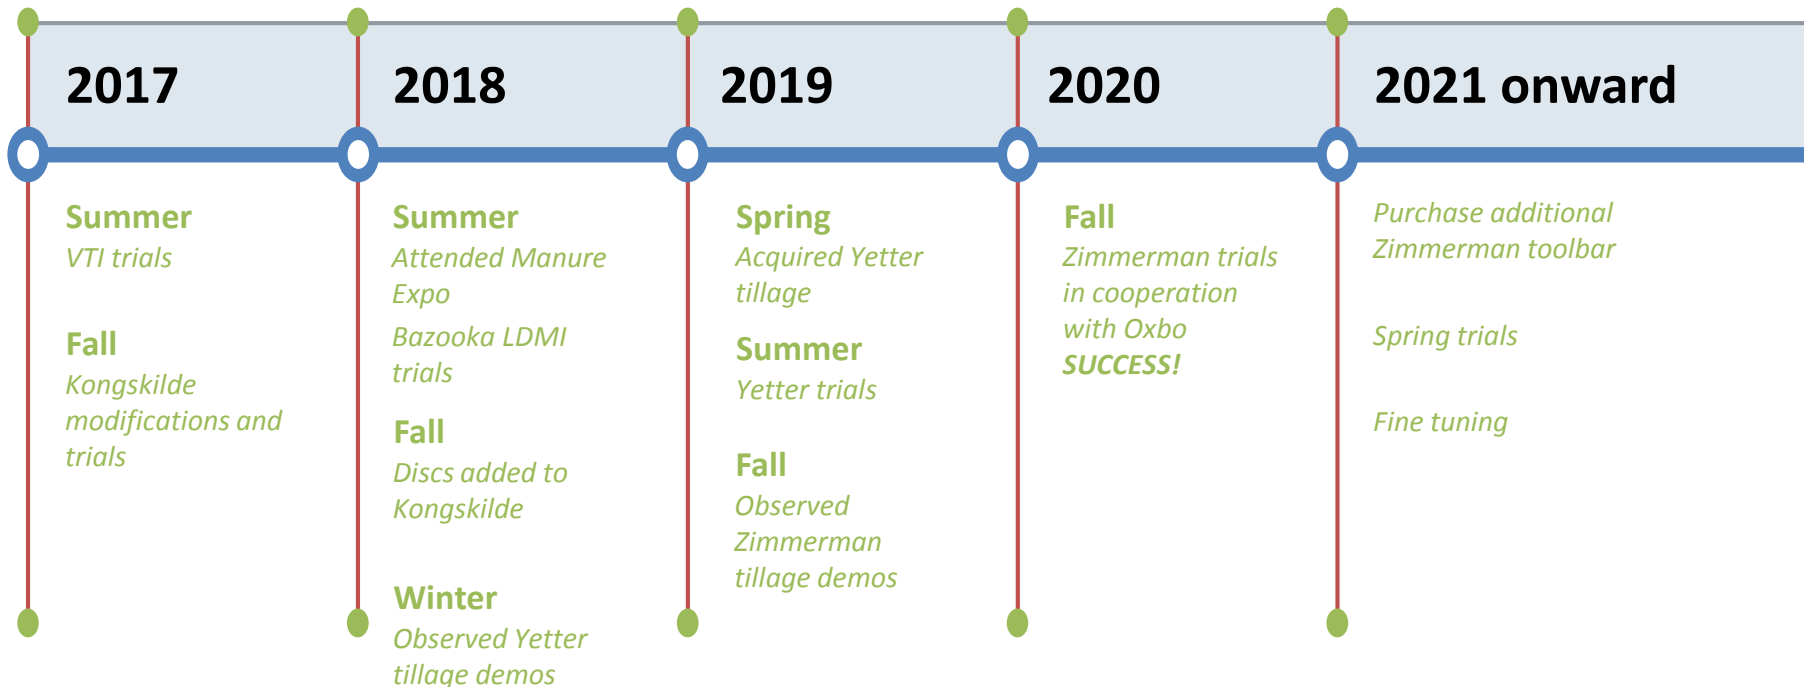 2017
Summer
VTI trials
Fall
Kongskilde
modifications and
trials
2018
Summer
Attended Manure
Expo
Bazooka LDMI
trials
Fall
Discs added to
Kongskilde
Winter
Observed Yetter
tillage demos
2019
Spring
Acquired Yetter
tillage
Summer
Yetter trials
Fall
Observed
Zimmerman
tillage demos
2020
Fall
Zimmerman trials
in cooperation
with Oxbo
SUCCESS!
2021 onward
Purchase additional
Zimmerman toolbar
Spring trials
Fine tuning